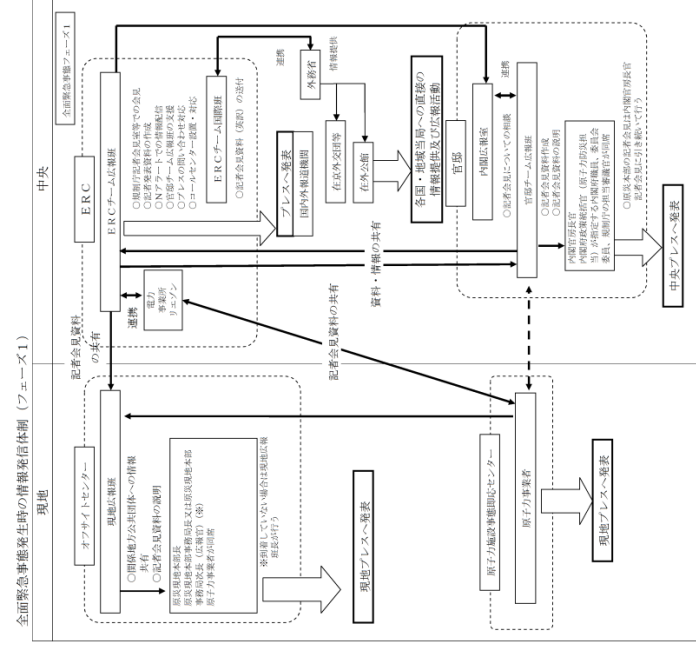 全面緊急事態発生時の情報発信体制(フェーズ1)
現地
中央
全面緊急事態フェーズ1
オフサイトセンター
現地広報班
○関係地方公共団体への情報
共有
○記者会見資料の説明
原災現地本部長
原災現地本部事務局長又は原災現地本部
事務局次長(広報官)(※)
原子力事業者が同席
※到着していない場合は現地広報
班長が行う
現地プレスへ発表
原子力施設事態即応センター
原子力事業者
現地プレスへ発表
記者会見資料
の共有
記者会見資料の共有
資料・情報の共有
ERC
ERCチーム広報班
連携
電力
事業所
リエゾン
○規制庁記者会見室等での会見
○記者発表資料の作成
○Nアラートでの情報配信
○官邸チーム広報班の支援
○プレスの問い合わせ対応
○コールセンター設置・対応
ERCチーム国際班
○記者会見資料(英訳)の送付
プレスへ発表
国内外報道機関
連携
外務省
情報提供
在京外交団等
在外公館
各国・地域当局への直接の
情報提供及び広報活動
官邸
内閣広報室
連携
○記者会見についての相談
官邸チーム広報班
○記者会見資料作成
○記者会見資料の説明
内閣官房長官
内閣府政策統括官(原子力防災担
当)が指定する内閣府職員、委員会
委員、規制庁の担当審議官が同席
○原災本部の記者会見は内閣官房長官
記者会見に引き続いて行う
中央プレスへ発表